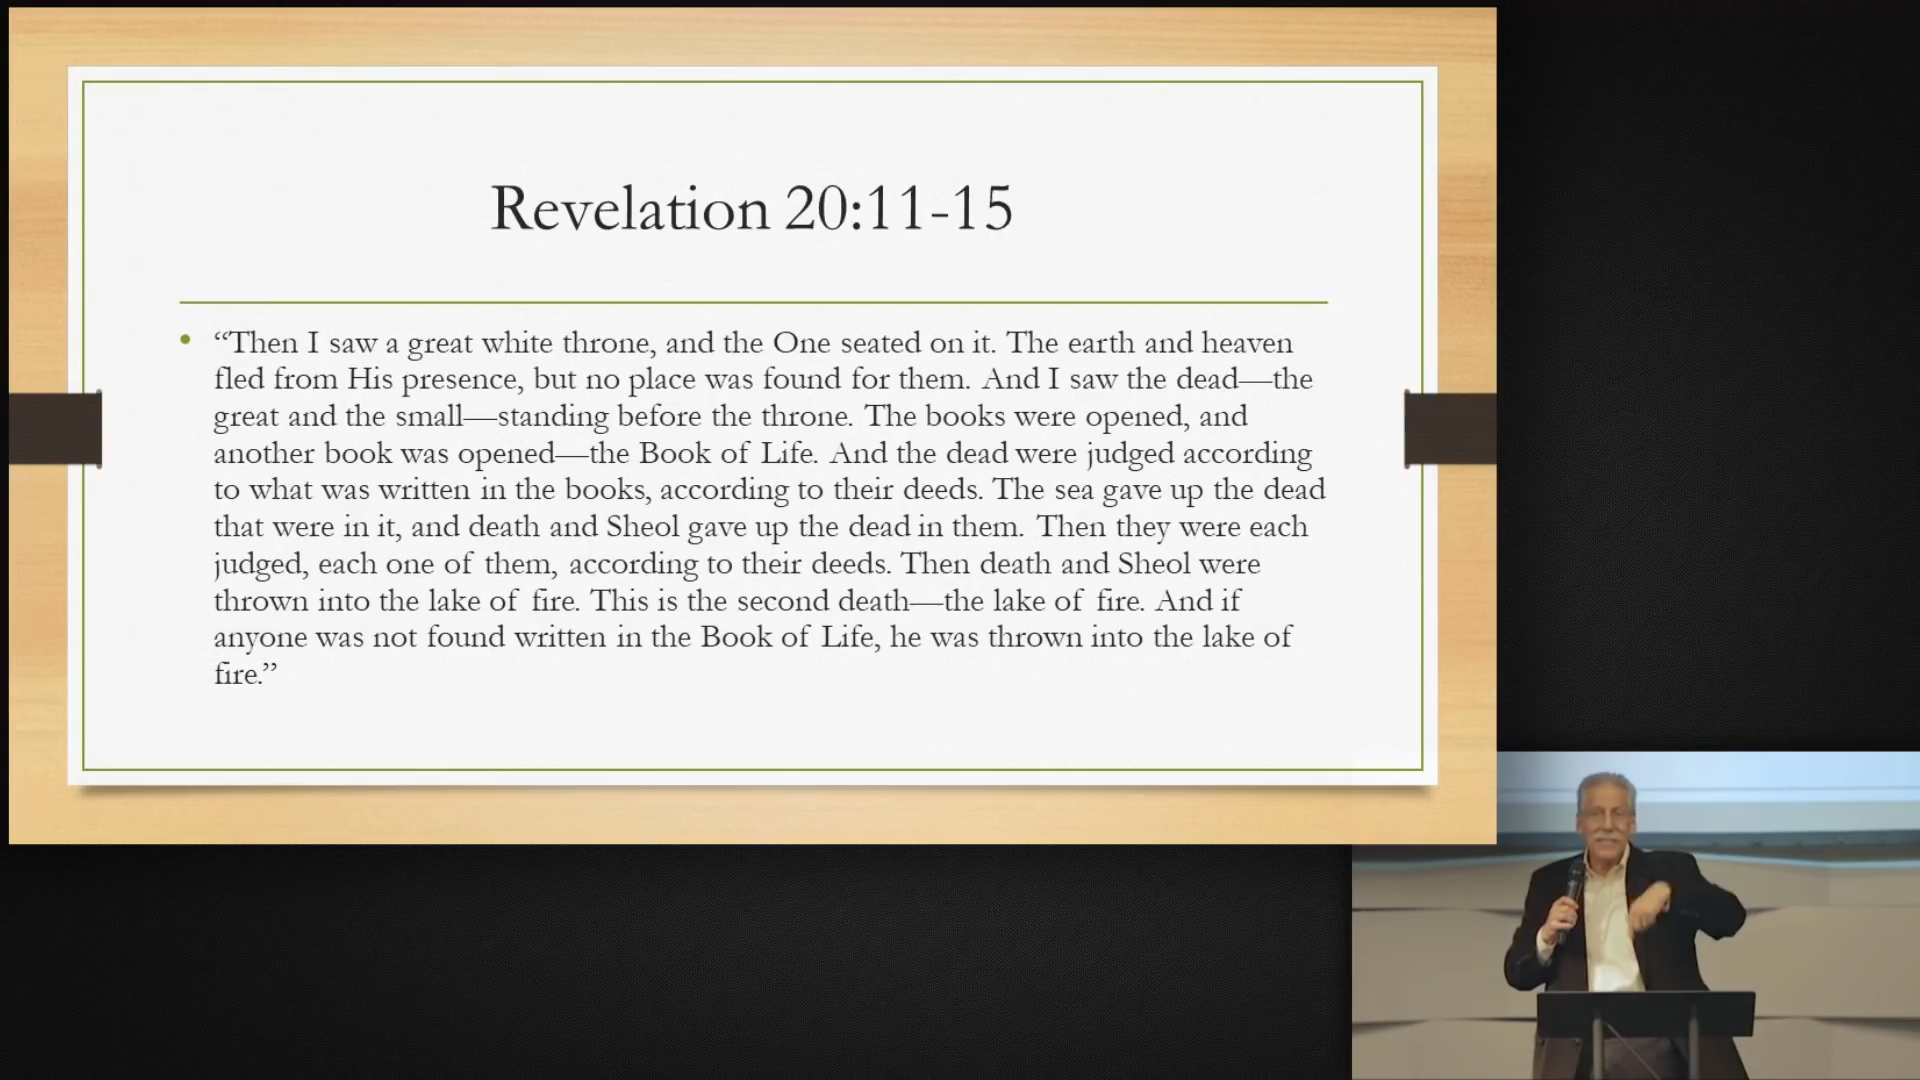 Revelation 20:11-15
• “Then I saw a great white throne, and the One seated on it. The earth and heaven
fled from His presence, but no place was found for them. And I saw the dead—the
great and the small—standing before the throne. The books were opened, and
another book was opened—the Book of Life. And the dead were judged according
to what was written in the books, according to their deeds. The sea gave up the dead
that were in it, and death and Sheol gave up the dead in them. Then they were each
judged, each one of them, according to their deeds. Then death and Sheol were
thrown into the lake of fire. This is the second death—the lake of fire. And if
anyone was not found written in the Book of Life, he was thrown into the lake of
fire.”